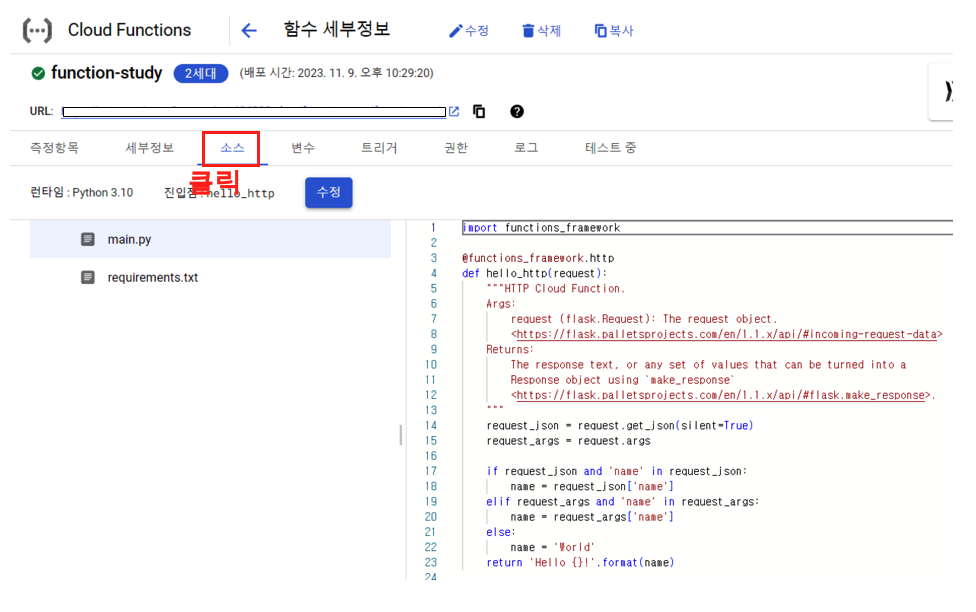 Cloud Functions 함수 세부정보 수정 삭제 복사
function-study 2세대 (배포 시간: 2023. 11. 9. 오후 10:29:20)
URL:
측정항목 세부정보 소스 변수 트리거 권한 로그 테스트 중
클릭
런타임 : Python 3.10 진입점 : hello_http 수정
main.py
requirements.txt
1 import functions_framework
2
3 @functions_framework.http
4 def hello_http(request):
5 """HTTP Cloud Function.
6 Args:
7 request (flask.Request): The request object.
8 <https://flask.palletsprojects.com/en/1.1.x/api/#incoming-request-data>
9 Returns:
10 The response text, or any set of values that can be turned into a
11 Response object using `make_response`
12 <https://flask.palletsprojects.com/en/1.1.x/api/#flask.make_response>.
13 """
14 request_json = request.get_json(silent=True)
15 request_args = request.args
16
17 if request_json and 'name' in request_json:
18 name = request_json['name']
19 elif request_args and 'name' in request_args:
20 name = request_args['name']
21 else:
22 name = 'World'
23 return 'Hello {}!'.format(name)
24